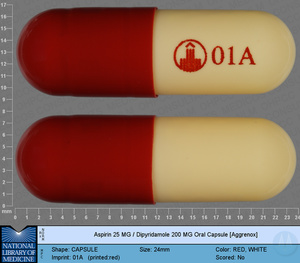 17
16
15
14
13
12
11
10
9
8
7
6
5
4
3
2
1
mm
01A
0 1 2 3 4 5 6 7 8 9 10 11 12 13 14 15 16 17 18 19 20 21 22 23 24
NATIONAL
LIBRARY OF
MEDICINE
Aspirin 25 MG / Dipyridamole 200 MG Oral Capsule [Aggrenox]
Shape: CAPSULE Size: 24mm Color: RED, WHITE
Imprint: 01A (printed;red) Scored: No